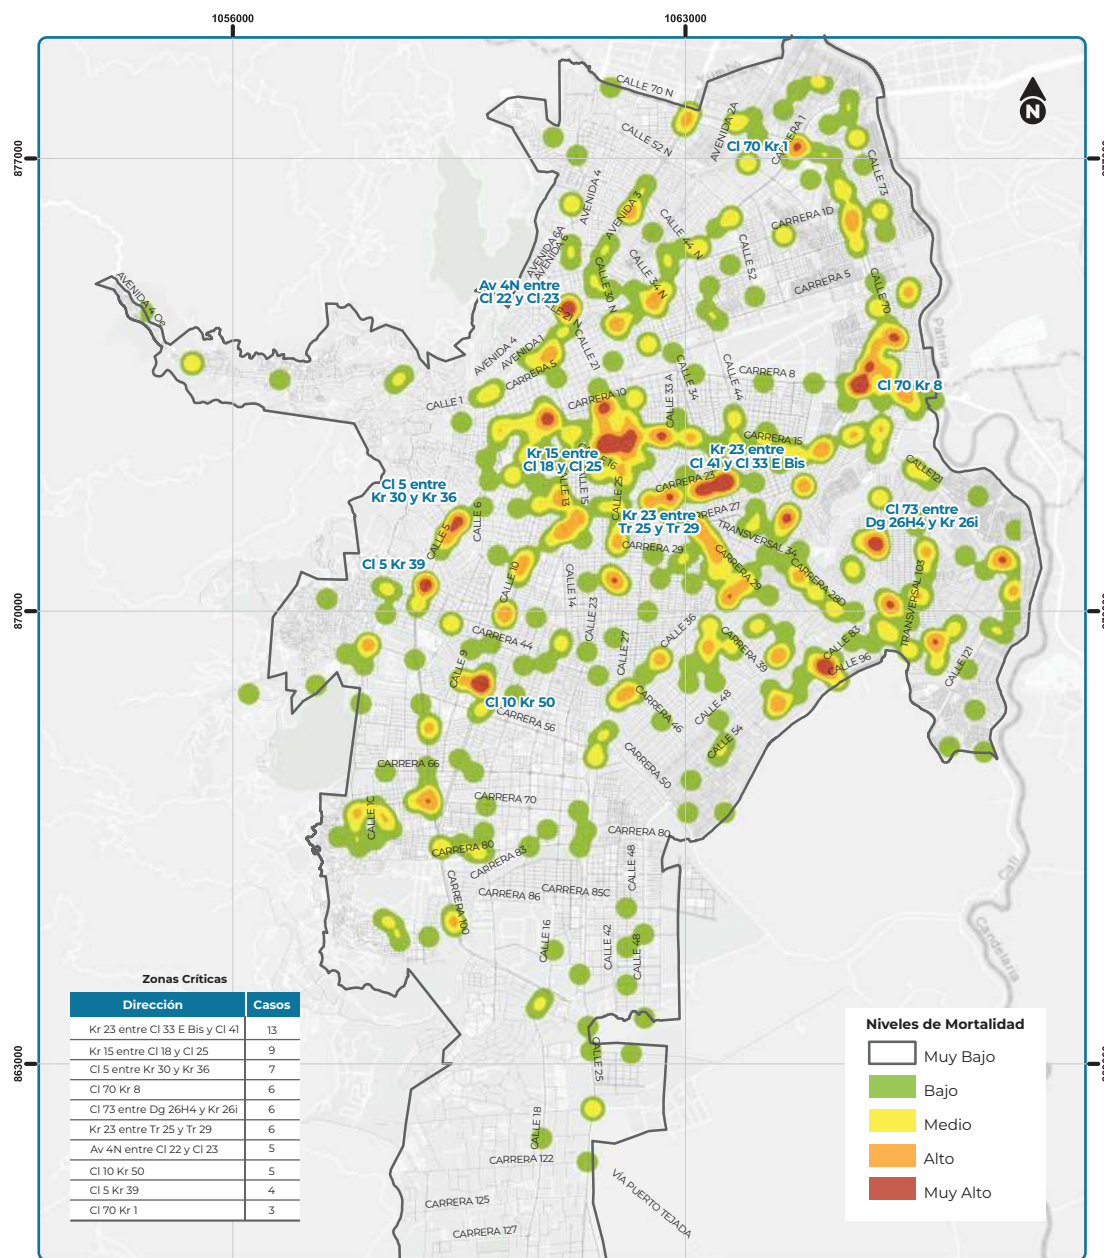 1056000
1063000
877000
870000
863000
N
CALLE 70 N
CALLE 52 N
AVENIDA 2A
CARRERA 1
Cl 70 Kr 1
CALLE 73
AVENIDA 4
AVENIDA 3
CALLE 44 N
CARRERA 1D
AVENIDA 6A
AVENIDA 6
CALLE 34 N
CALLE 52
CARRERA 5
CALLE 30 N
CALLE 70
AVENIDA 4 Oe
Av 4N entre
Cl 22 y Cl 23
CALLE 21 N
Palmira
AVENIDA 4
AVENIDA 1
CALLE 21
CARRERA 5
CALLE 34
CALLE 44
CARRERA 8
Cl 70 Kr 8
CALLE 1
CARRERA 10
CALLE 33 A
CARRERA 15
Kr 15 entre
Cl 18 y Cl 25
Kr 23 entre
Cl 41 y Cl 33 E Bis
CALLE 16
CALLE 13
CALLE 15
CALLE 25
CARRERA 23
CALLE 121
Cl 5 entre
Kr 30 y Kr 36
CALLE 5
CALLE 6
Kr 23 entre
Tr 25 y Tr 29
CARRERA 27
TRANSVERSAL 34
Cl 73 entre
Dg 26H4 y Kr 26i
CARRERA 29
CARRERA 29
CARRERA 28D
TRANSVERSAL 103
Cl 5 Kr 39
CALLE 10
CALLE 14
CALLE 23
CALLE 27
CALLE 36
CARRERA 44
CARRERA 39
CALLE 83
CALLE 96
CALLE 121
CALLE 9
Cl 10 Kr 50
CARRERA 56
CARRERA 46
CALLE 48
CALLE 54
CARRERA 50
CARRERA 66
CARRERA 70
CALLE 1C
CARRERA 80
CARRERA 80
CARRERA 83
CALLE 48
CARRERA 86
CARRERA 85C
CARRERA 100
CALLE 16
CALLE 42
CALLE 48
Cali
Candelaria
CALLE 25
CALLE 18
CARRERA 122
CARRERA 125
CARRERA 127
VÍA PUERTO TEJADA
Zonas Críticas
Dirección Casos
Kr 23 entre Cl 33 E Bis y Cl 41 13
Kr 15 entre Cl 18 y Cl 25 9
Cl 5 entre Kr 30 y Kr 36 7
Cl 70 Kr 8 6
Cl 73 entre Dg 26H4 y Kr 26i 6
Kr 23 entre Tr 25 y Tr 29 6
Av 4N entre Cl 22 y Cl 23 5
Cl 10 Kr 50 5
Cl 5 Kr 39 4
Cl 70 Kr 1 3
Niveles de Mortalidad
Muy Bajo
Bajo
Medio
Alto
Muy Alto